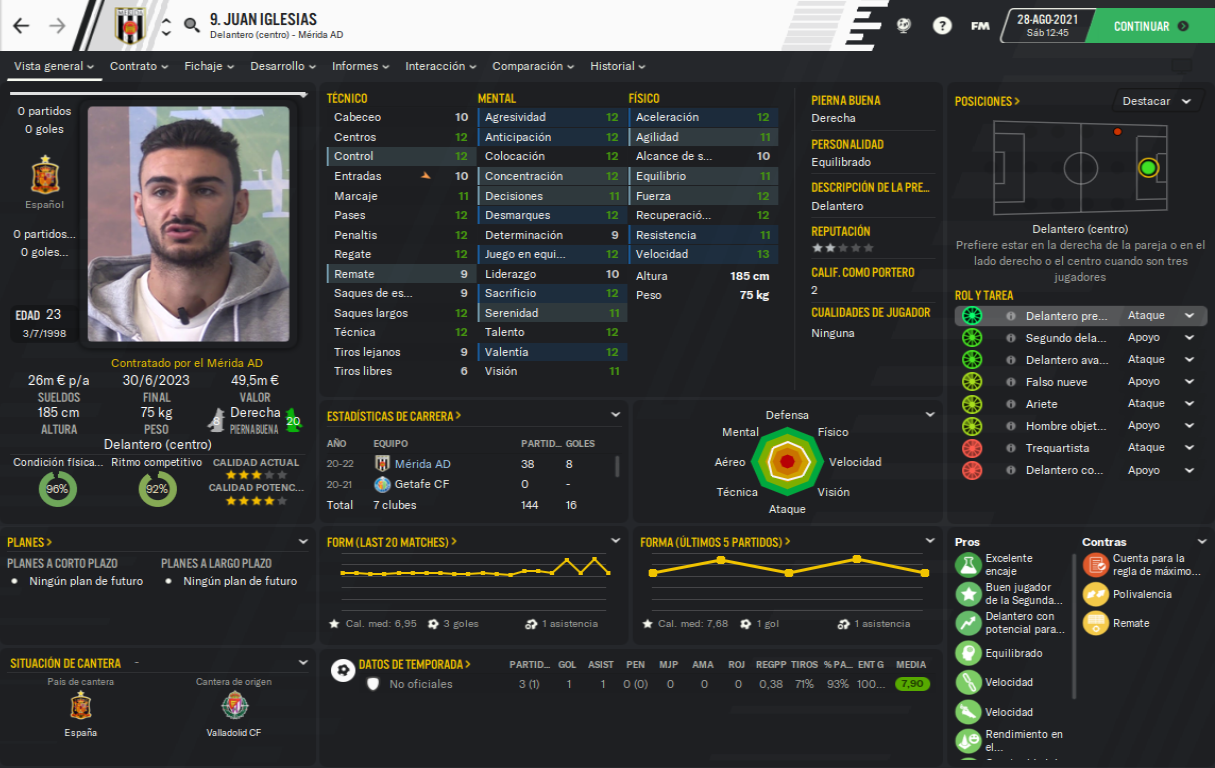 9. JUAN IGLESIAS
Delantero (centro) - Mérida AD
?
FM
28-AGO-2021
Sáb 12:45
CONTINUAR
Vista general
Contrato
Fichaje
Desarrollo
Informes
Interacción
Comparación
Historial
0 partidos
0 goles
Español
0 partidos...
0 goles...
EDAD 23
3/7/1998
Contratado por el Mérida AD
26m € p/a
SUELDOS
30/6/2023
FINAL
49,5m €
VALOR
185 cm
ALTURA
75 kg
PESO
8
Derecha
PIERNA BUENA
20
Delantero (centro)
Condición física...
96%
Ritmo competitivo
92%
CALIDAD ACTUAL
CALIDAD POTENC...
TÉCNICO
Cabeceo 10
Centros 12
Control 12
Entradas 10
Marcaje 11
Pases 12
Penaltis 12
Regate 12
Remate 9
Saques de es... 9
Saques largos 12
Técnica 12
Tiros lejanos 9
Tiros libres 6
MENTAL
Agresividad 12
Anticipación 12
Colocación 12
Concentración 12
Decisiones 11
Desmarques 12
Determinación 9
Juego en equi... 12
Liderazgo 10
Sacrificio 12
Serenidad 11
Talento 12
Valentía 12
Visión 11
FÍSICO
Aceleración 12
Agilidad 11
Alcance de s... 10
Equilibrio 11
Fuerza 12
Recuperació... 12
Resistencia 11
Velocidad 13
Altura 185 cm
Peso 75 kg
PIERNA BUENA
Derecha
PERSONALIDAD
Equilibrado
DESCRIPCIÓN DE LA PRE...
Delantero
REPUTACIÓN
CALIF. COMO PORTERO
2
CUALIDADES DE JUGADOR
Ninguna
POSICIONES >
Destacar
Delantero (centro)
Prefiere estar en la derecha de la pareja o en el
lado derecho o el centro cuando son tres
jugadores
ROL Y TAREA
Delantero pre... Ataque
Segundo dela... Apoyo
Delantero ava... Ataque
Falso nueve Apoyo
Ariete Ataque
Hombre objet... Apoyo
Trequartista Ataque
Delantero co... Apoyo
ESTADÍSTICAS DE CARRERA >
AÑO EQUIPO PARTID... GOLES
20-22 Mérida AD 38 8
20-21 Getafe CF 0 -
Total 7 clubes 144 16
Defensa
Mental
Físico
Aéreo
Velocidad
Técnica
Visión
Ataque
PLANES >
PLANES A CORTO PLAZO
Ningún plan de futuro
PLANES A LARGO PLAZO
Ningún plan de futuro
FORM (LAST 20 MATCHES) >
Cal. med: 6,95
3 goles
1 asistencia
FORMA (ÚLTIMOS 5 PARTIDOS) >
Cal. med: 7,68
1 gol
1 asistencia
Pros
Excelente
encaje
Buen jugador
de la Segunda...
Delantero con
potencial para...
Equilibrado
Velocidad
Velocidad
Rendimiento en
el...
Contras
Cuenta para la
regla de máximo...
Polivalencia
Remate
SITUACIÓN DE CANTERA -
País de cantera
España
Cantera de origen
Valladolid CF
DATOS DE TEMPORADA >
PARTID... GOL ASIST PEN MJP AMA ROJ REGPP TIROS % PA... ENT G MEDIA
No oficiales 3 (1) 1 1 0 (0) 0 0 0 0,38 71% 93% 100... 7,90